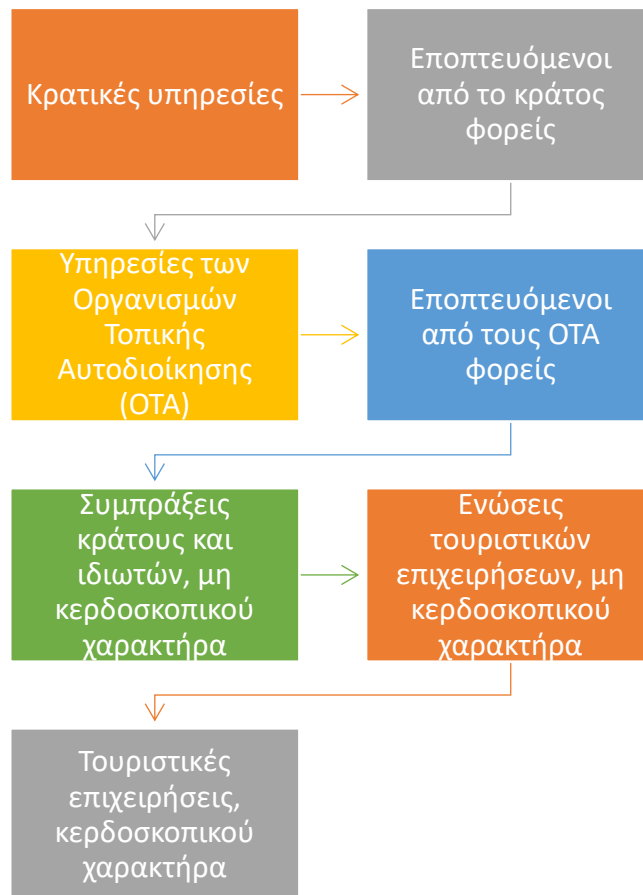 Κρατικές υπηρεσίες
Εποπτευόμενοι
από το κράτος
φορείς
Υπηρεσίες των
Οργανισμών
Τοπικής
Αυτοδιοίκησης
(ΟΤΑ)
Εποπτευόμενοι
από τους ΟΤΑ
φορείς
Συμπράξεις
κράτους και
ιδιωτών, μη
κερδοσκοπικού
χαρακτήρα
Ενώσεις
τουριστικών
επιχειρήσεων, μη
κερδοσκοπικού
χαρακτήρα
Τουριστικές
επιχειρήσεις,
κερδοσκοπικού
χαρακτήρα